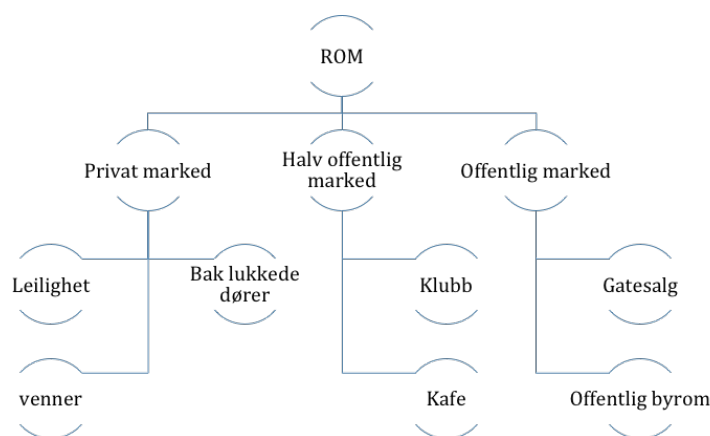 ROM
Privat marked
Halv offentlig
marked
Offentlig marked
Leilighet
Bak lukkede
dører
Klubb
Gatesalg
venner
Kafe
Offentlig byrom